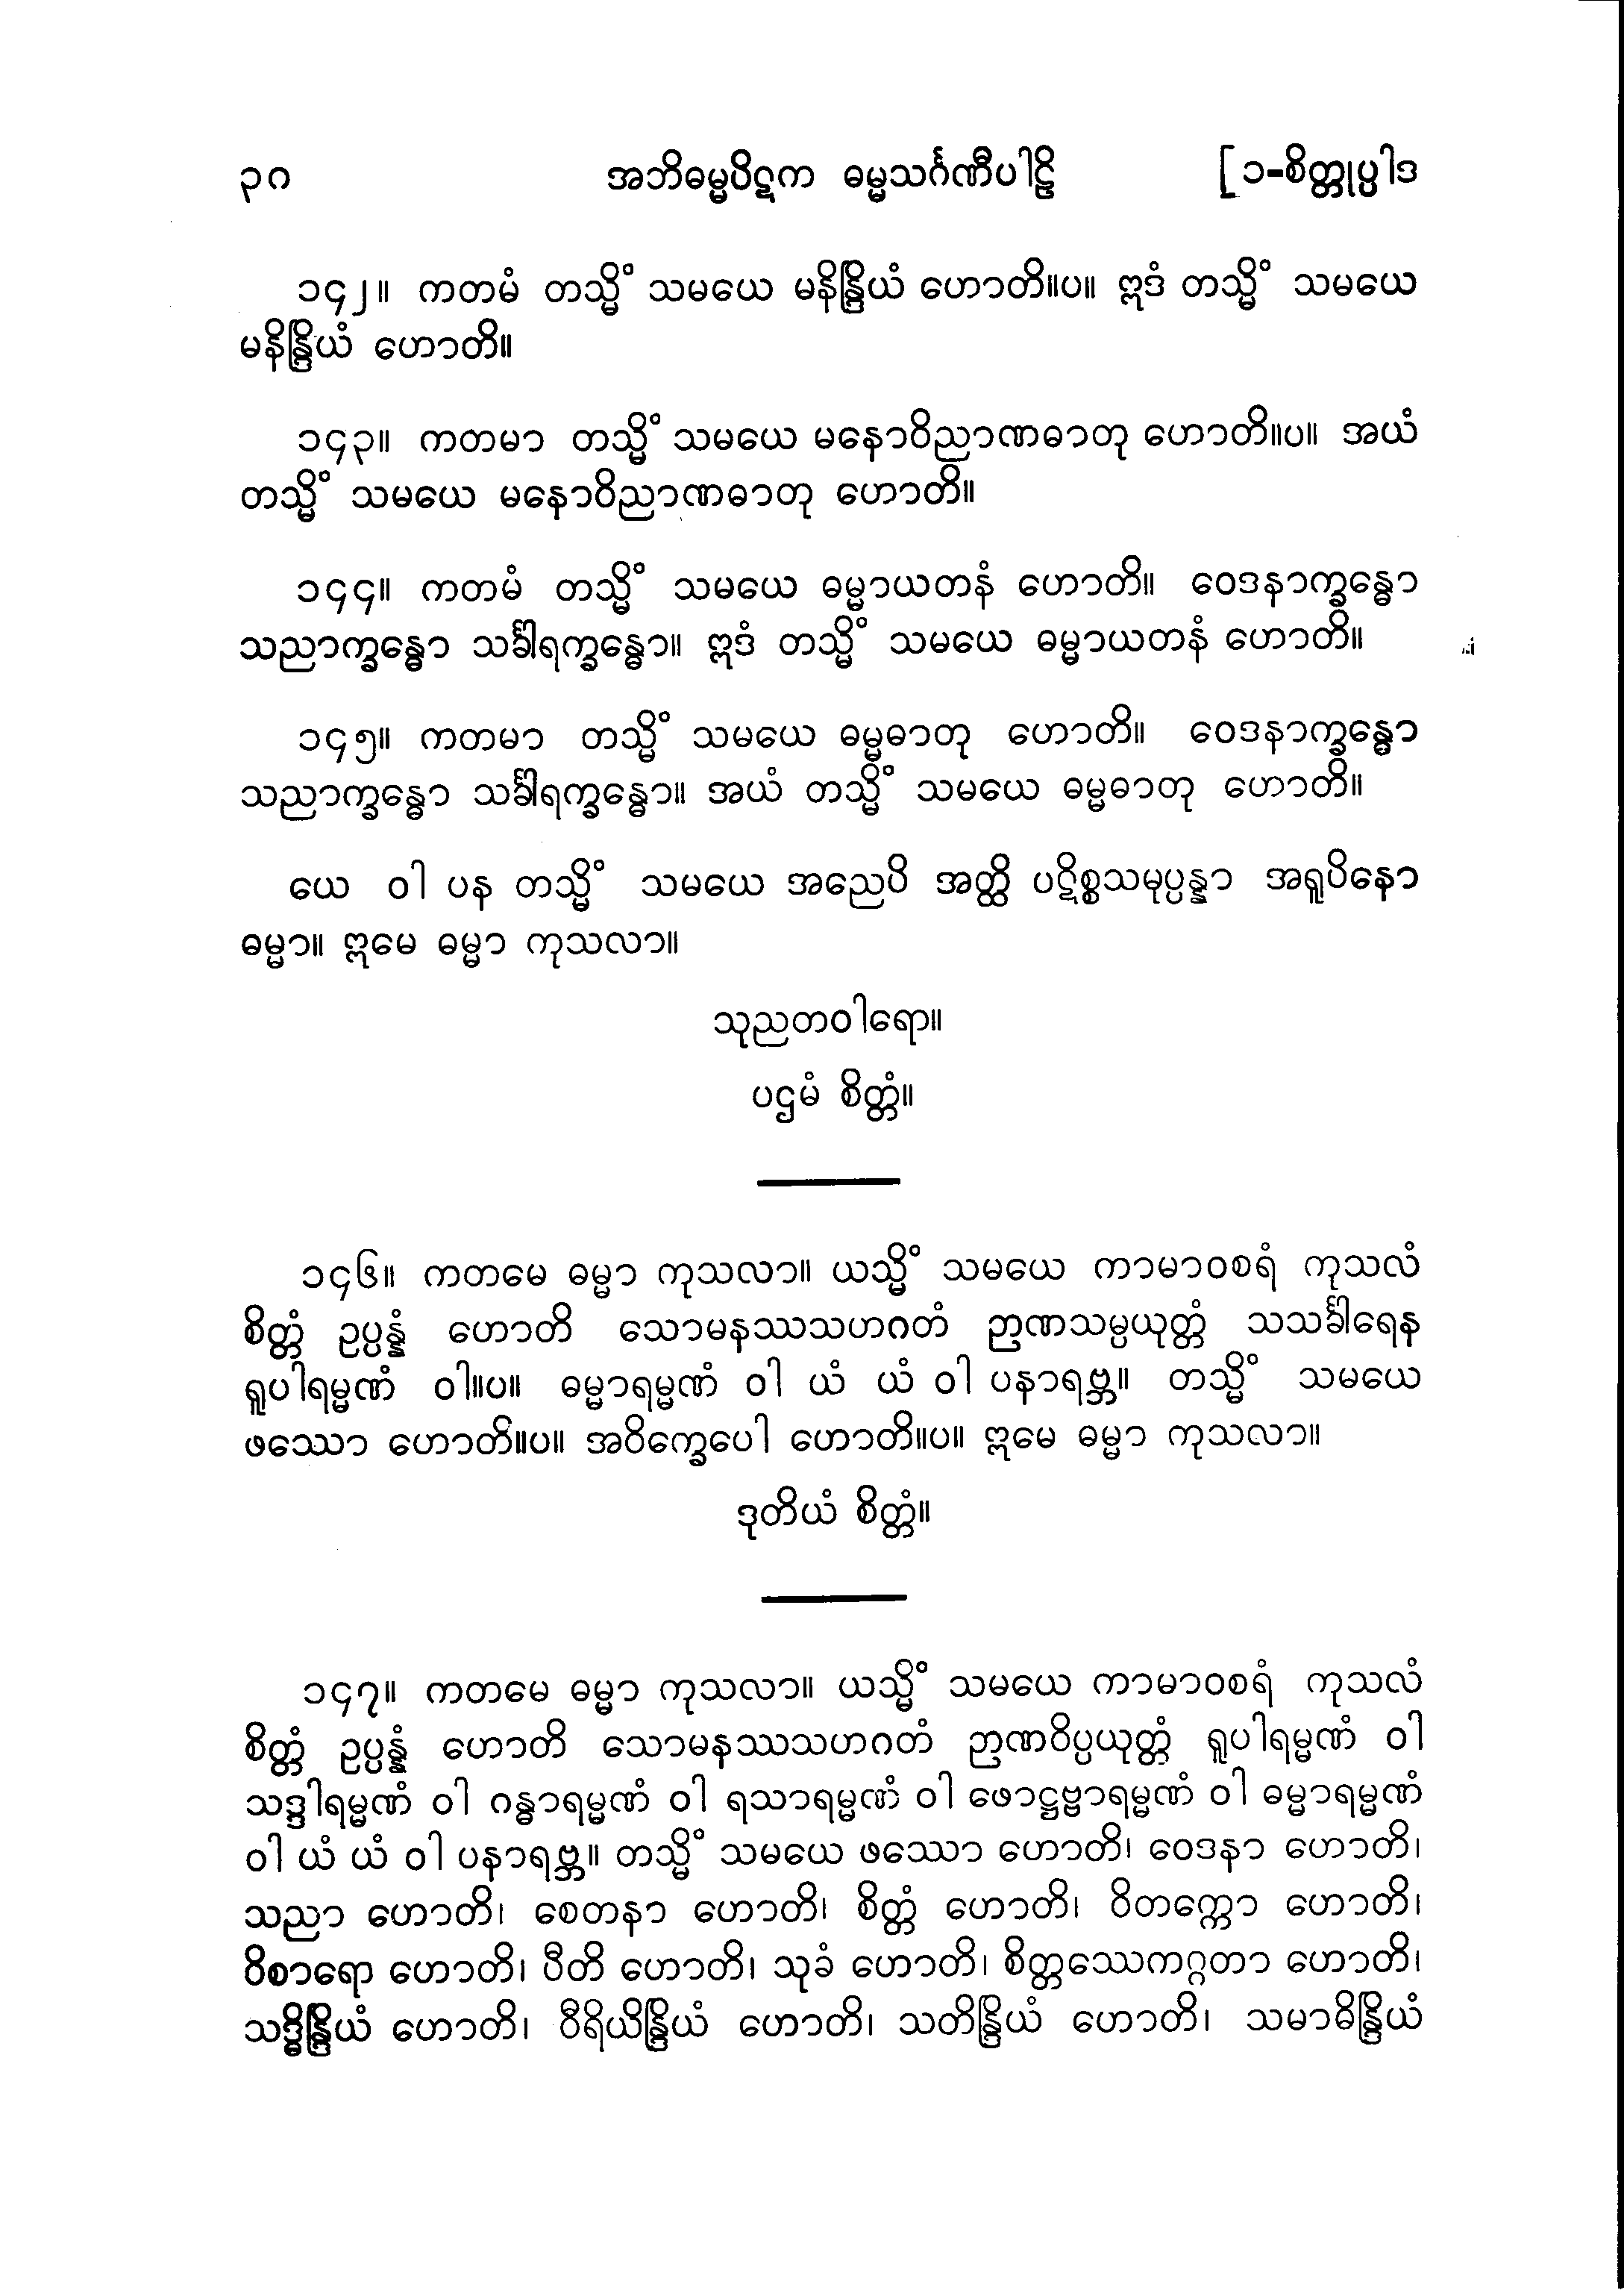 ၃ဂ အဘိဓမ္မပိဋက ဓမ္မသင်္ဂဏီပါဠိ [ ၁-စိတ္တုပ္ပါဒ
၁၄၂။ ကတမံ တသ္မိံ သမယေ မနိန္ဒြိယံ ဟောတိ။ပ။ ဣဒံ တသ္မိံ သမယေ
မနိန္ဒြိယံ ဟောတိ။
၁၄၃။ ကတမာ တသ္မိံ သမယေ မနောဝိညာဏဓာတု ဟောတိ။ပ။ အယံ
တသ္မိံ သမယေ မနောဝိညာဏဓာတု ဟောတိ။
၁၄၄။ ကတမံ တသ္မိံ သမယေ ဓမ္မာယတနံ ဟောတိ။ ဝေဒနာက္ခန္ဓော
သညာက္ခန္ဓော သင်္ခါရက္ခန္ဓော။ ဣဒံ တသ္မိံ သမယေ ဓမ္မာယတနံ ဟောတိ။
၁၄၅။ ကတမာ တသ္မိံ သမယေ ဓမ္မဓာတု ဟောတိ။ ဝေဒနာက္ခန္ဓော
သညာက္ခန္ဓော သင်္ခါရက္ခန္ဓော။ အယံ တသ္မိံ သမယေ ဓမ္မဓာတု ဟောတိ။
ယေ ဝါ ပန တသ္မိံ သမယေ အညေပိ အတ္ထိ ပဋိစ္စသမုပ္ပန္နာ အရူပိနော
ဓမ္မာ။ ဣမေ ဓမ္မာ ကုသလာ။
သုညတဝါရော။
ပဌမံ စိတ္တံ။
၁၄၆။ ကတမေ ဓမ္မာ ကုသလာ။ ယသ္မိံ သမယေ ကာမာဝစရံ ကုသလံ
စိတ္တံ ဥပ္ပန္နံ ဟောတိ သောမနဿသဟဂတံ ဉာဏသမ္ပယုတ္တံ သသင်္ခါရေန
ရူပါရမ္မဏံ ဝါ။ပ။ ဓမ္မာရမ္မဏံ ဝါ ယံ ယံ ဝါ ပနာရဗ္ဘ။ တသ္မိံ သမယေ
ဖဿော ဟောတိ။ပ။ အဝိက္ခေပေါ ဟောတိ။ပ။ ဣမေ ဓမ္မာ ကုသလာ။
ဒုတိယံ စိတ္တံ။
၁၄၇။ ကတမေ ဓမ္မာ ကုသလာ။ ယသ္မိံ သမယေ ကာမာဝစရံ ကုသလံ
စိတ္တံ ဥပ္ပန္နံ ဟောတိ သောမနဿသဟဂတံ ဉာဏဝိပ္ပယုတ္တံ ရူပါရမ္မဏံ ဝါ
သဒ္ဒါရမ္မဏံ ဝါ ဂန္ဓာရမ္မဏံ ဝါ ရသာရမ္မဏံ ဝါ ဖောဋ္ဌဗ္ဗာရမ္မဏံ ဝါ ဓမ္မာရမ္မဏံ
ဝါ ယံ ယံ ဝါ ပနာရဗ္ဘ။ တသ္မိံ သမယေ ဖဿော ဟောတိ၊ ဝေဒနာ ဟောတိ၊
သညာ ဟောတိ၊ စေတနာ ဟောတိ၊ စိတ္တံ ဟောတိ၊ ဝိတက္ကော ဟောတိ၊
ဝိစာရော ဟောတိ၊ ပီတိ ဟောတိ၊ သုခံ ဟောတိ၊ စိတ္တဿေကဂ္ဂတာ ဟောတိ၊
သဒ္ဓိန္ဒြိယံ ဟောတိ၊ ဝီရိယိန္ဒြိယံ ဟောတိ၊ သတိန္ဒြိယံ ဟောတိ၊ သမာဓိန္ဒြိယံ